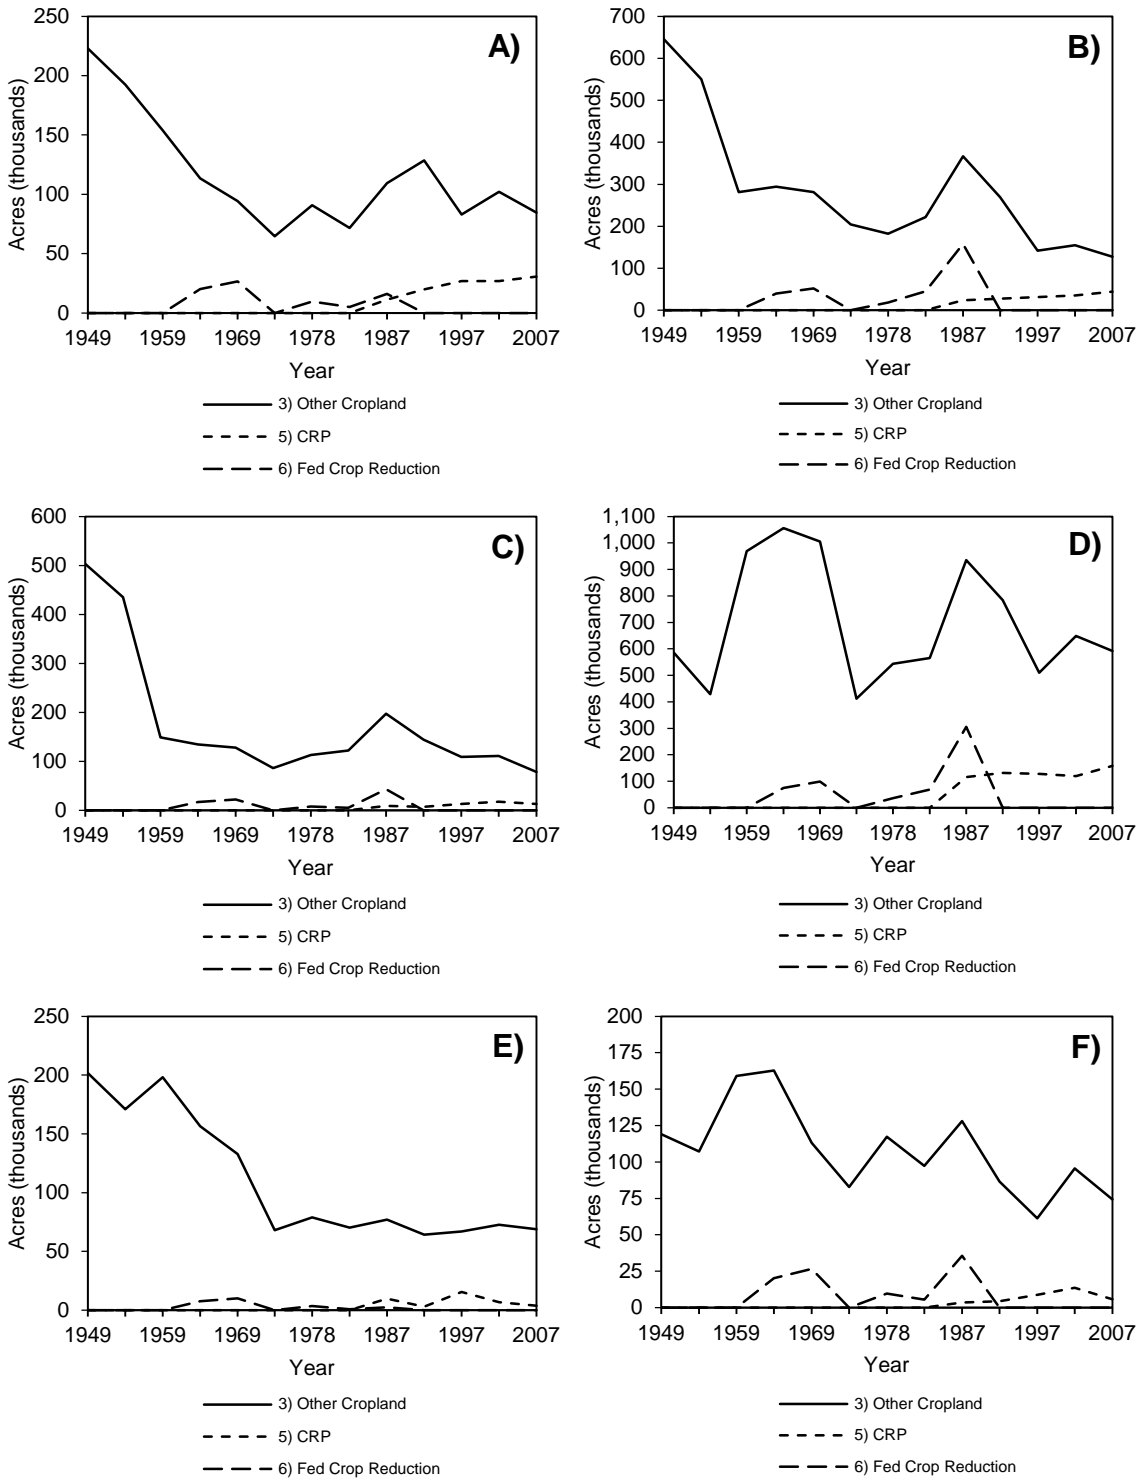 A)
250
200
150
100
50
0
Acres (thousands)
1949 1959 1969 1978 1987 1997 2007
Year
3) Other Cropland
5) CRP
6) Fed Crop Reduction
B)
700
600
500
400
300
200
100
0
Acres (thousands)
1949 1959 1969 1978 1987 1997 2007
Year
3) Other Cropland
5) CRP
6) Fed Crop Reduction
C)
600
500
400
300
200
100
0
Acres (thousands)
1949 1959 1969 1978 1987 1997 2007
Year
3) Other Cropland
5) CRP
6) Fed Crop Reduction
D)
1,100
1,000
900
800
700
600
500
400
300
200
100
0
Acres (thousands)
1949 1959 1969 1978 1987 1997 2007
Year
3) Other Cropland
5) CRP
6) Fed Crop Reduction
E)
250
200
150
100
50
0
Acres (thousands)
1949 1959 1969 1978 1987 1997 2007
Year
3) Other Cropland
5) CRP
6) Fed Crop Reduction
F)
200
175
150
125
100
75
50
25
0
Acres (thousands)
1949 1959 1969 1978 1987 1997 2007
Year
3) Other Cropland
5) CRP
6) Fed Crop Reduction